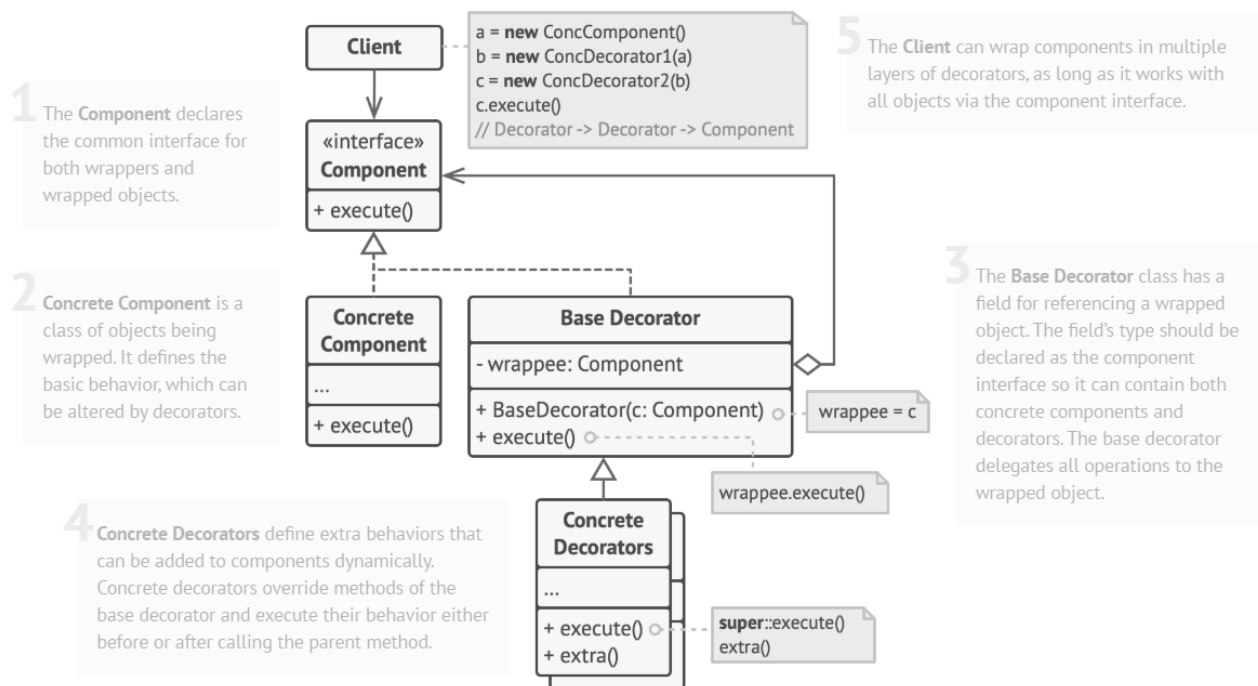 Client
a = new ConcComponent()
b = new ConcDecorator1(a)
c = new ConcDecorator2(b)
c.execute()
// Decorator -> Decorator -> Component
5
The Client can wrap components in multiple
layers of decorators, as long as it works with
all objects via the component interface.
1
The Component declares
the common interface for
both wrappers and
wrapped objects.
«interface»
Component
+ execute()
2
Concrete Component is a
class of objects being
wrapped. It defines the
basic behavior, which can
be altered by decorators.
Concrete
Component
...
+ execute()
Base Decorator
- wrappee: Component
+ BaseDecorator(c: Component)
+ execute()
wrappee = c
wrappee.execute()
3
The Base Decorator class has a
field for referencing a wrapped
object. The field's type should be
declared as the component
interface so it can contain both
concrete components and
decorators. The base decorator
delegates all operations to the
wrapped object.
4
Concrete Decorators define extra behaviors that
can be added to components dynamically.
Concrete decorators override methods of the
base decorator and execute their behavior either
before or after calling the parent method.
Concrete
Decorators
...
+ execute()
+ extra()
super::execute()
extra()